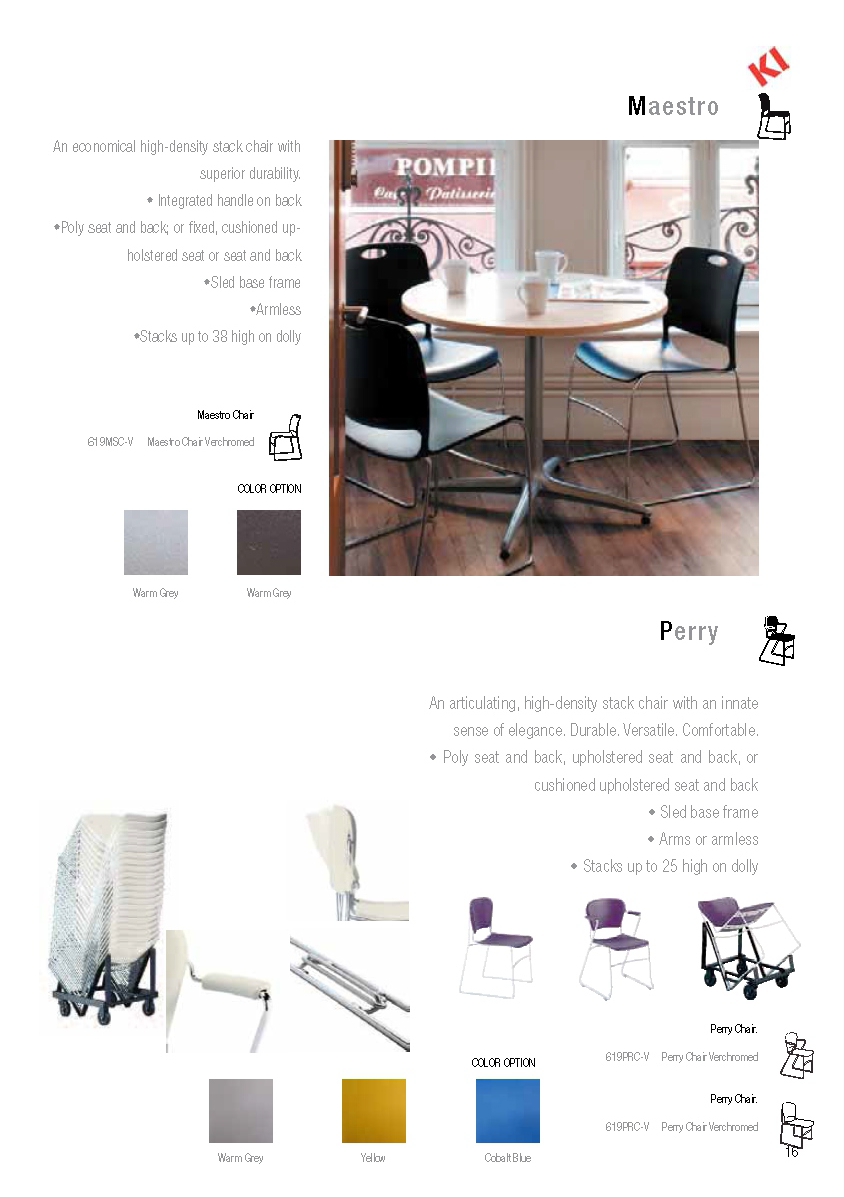 KI
Maestro
An economical high-density stack chair with
superior durability.
• Integrated handle on back
•Poly seat and back; or fixed, cushioned up-
holstered seat or seat and back
•Sled base frame
•Armless
•Stacks up to 38 high on dolly
POMPEI
Patisserie
Maestro Chair
619MSC-V Maestro Chair Verchromed
COLOR OPTION
Warm Grey Warm Grey
Perry
An articulating, high-density stack chair with an innate
sense of elegance. Durable. Versatile. Comfortable.
• Poly seat and back, upholstered seat and back, or
cushioned upholstered seat and back
• Sled base frame
• Arms or armless
• Stacks up to 25 high on dolly
Perry Chair.
619PRC-V Perry Chair Verchromed
COLOR OPTION
Perry Chair.
619PRC-V Perry Chair Verchromed
Warm Grey Yellow Cobalt Blue
16